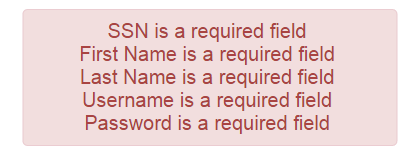 SSN is a required field
First Name is a required field
Last Name is a required field
Username is a required field
Password is a required field